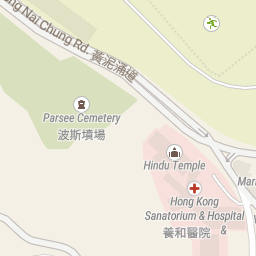 Nai Chung Rd. 黃泥涌道
Parsee Cemetery
波斯墳場
Hindu Temple
Hong Kong
Sanatorium & Hospital
養和醫院